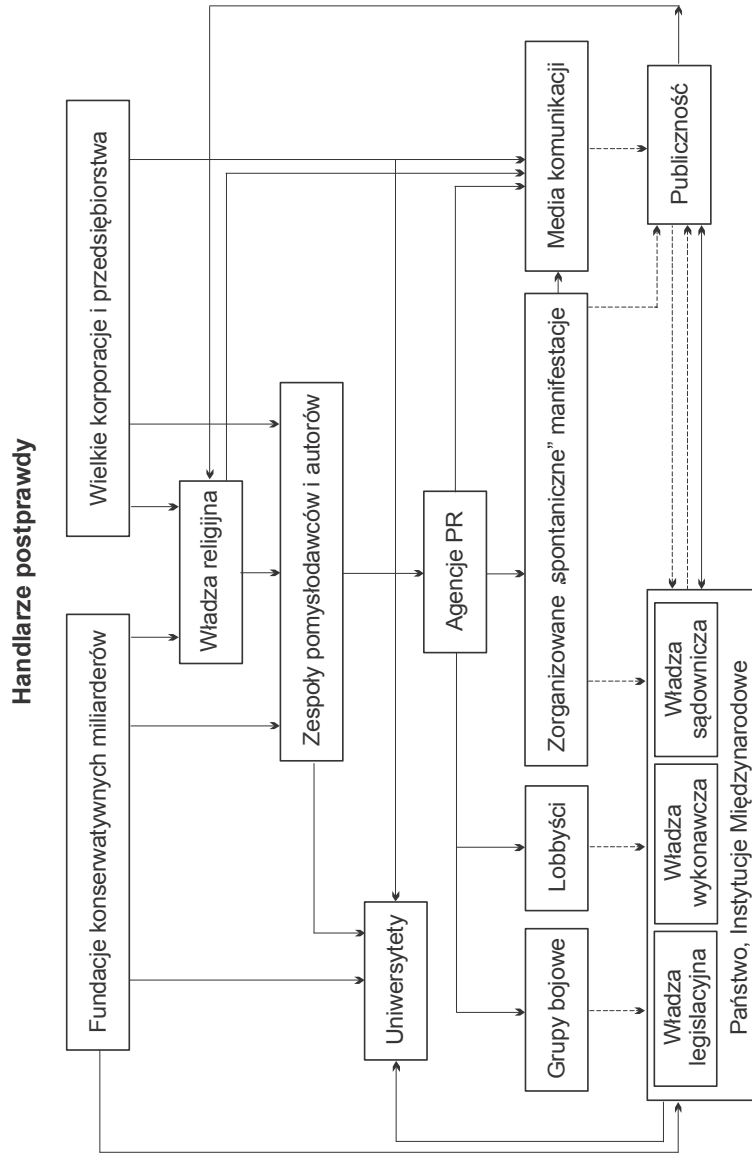 Handlarze postprawdy
Fundacje konserwatywnych miliarderów
Wielkie korporacje i przedsiębiorstwa
Władza religijna
Zespoły pomysłodawców i autorów
Uniwersytety
Agencje PR
Grupy bojowe
Lobbyści
Zorganizowane „spontaniczne” manifestacje
Media komunikacji
Władza
legislacyjna
Władza
wykonawcza
Władza
sądownicza
Państwo, Instytucje Międzynarodowe
Publiczność